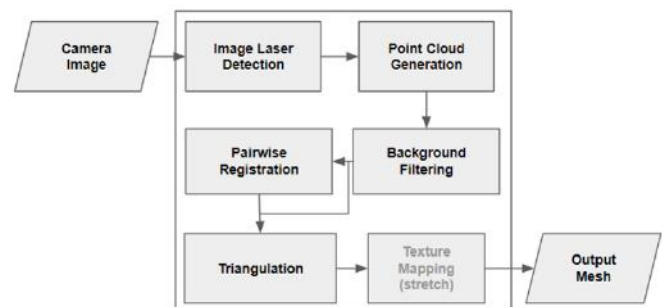 Camera
Image
Image Laser
Detection
Point Cloud
Generation
Pairwise
Registration
Background
Filtering
Triangulation
Texture
Mapping
(stretch)
Output
Mesh